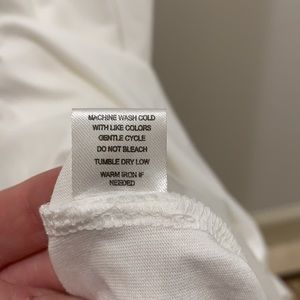 MACHINE WASH COLD
WITH LIKE COLORS
GENTLE CYCLE
DO NOT BLEACH
TUMBLE DRY LOW
WARM IRON IF
NEEDED